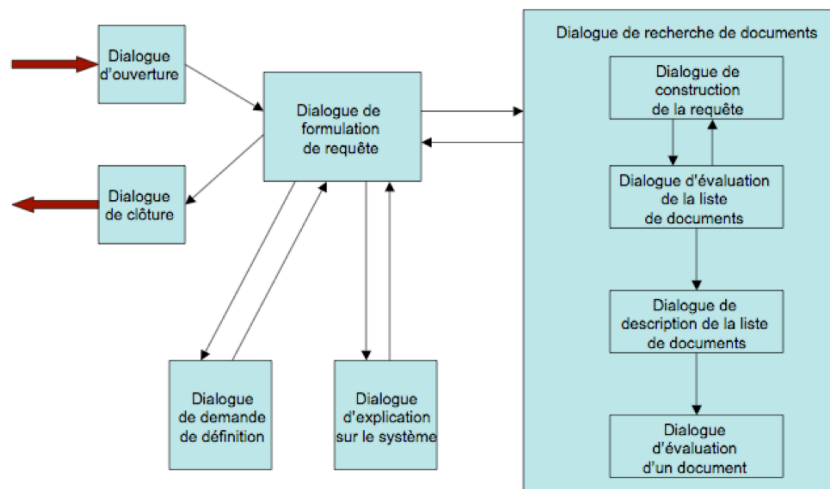 Dialogue
d'ouverture
Dialogue de
formulation
de requête
Dialogue
de clôture
Dialogue
de demande
de définition
Dialogue
d'explication
sur le système
Dialogue de recherche de documents
Dialogue de
construction
de la requête
Dialogue d'évaluation
de la liste
de documents
Dialogue de
description de la liste
de documents
Dialogue
d'évaluation
d'un document